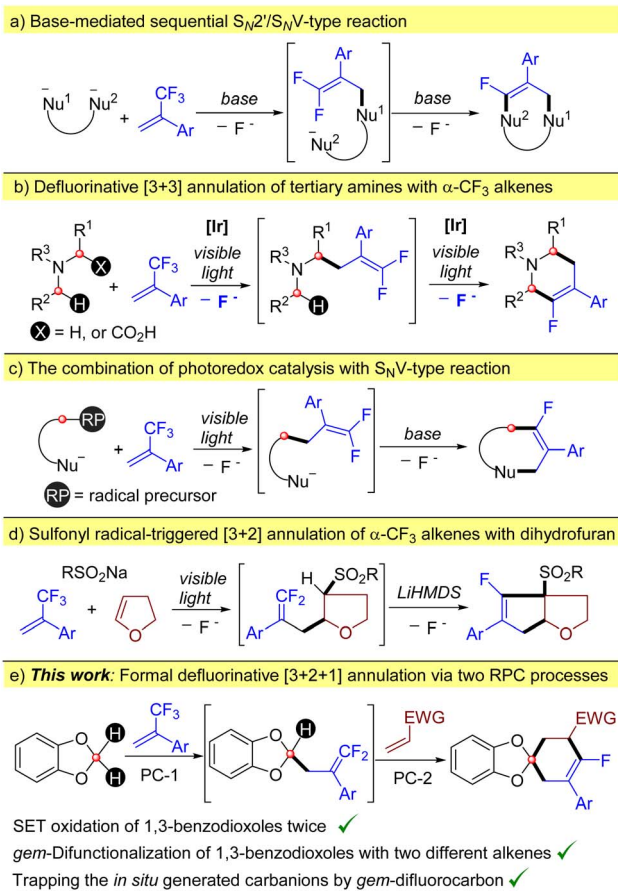 a) Base-mediated sequential SN2'/SNV-type reaction
Nu1 Nu2 + CF3 Ar base – F - F F Ar Nu1 Nu2 base – F - F Ar Nu2 Nu1
b) Defluorinative [3+3] annulation of tertiary amines with α-CF3 alkenes
R1 R3 N X R2 H + CF3 Ar [Ir] visible light – F - R1 R3 N R2 H Ar F F [Ir] visible light – F - R1 R3 N R2 F Ar
X = H, or CO2H
c) The combination of photoredox catalysis with SNV-type reaction
RP Nu– + CF3 Ar visible light – F - Ar F F Nu– base – F - F Ar Nu
RP = radical precursor
d) Sulfonyl radical-triggered [3+2] annulation of α-CF3 alkenes with dihydrofuran
RSO2Na
CF3 Ar + O visible light – F - CF2 Ar H SO2R O LiHMDS – F - F Ar SO2R O
e) This work: Formal defluorinative [3+2+1] annulation via two RPC processes
O O H H CF3 Ar PC-1 O O H CF2 Ar EWG PC-2 O O EWG F Ar
SET oxidation of 1,3-benzodioxoles twice ✓
gem-Difunctionalization of 1,3-benzodioxoles with two different alkenes ✓
Trapping the in situ generated carbanions by gem-difluorocarbon ✓